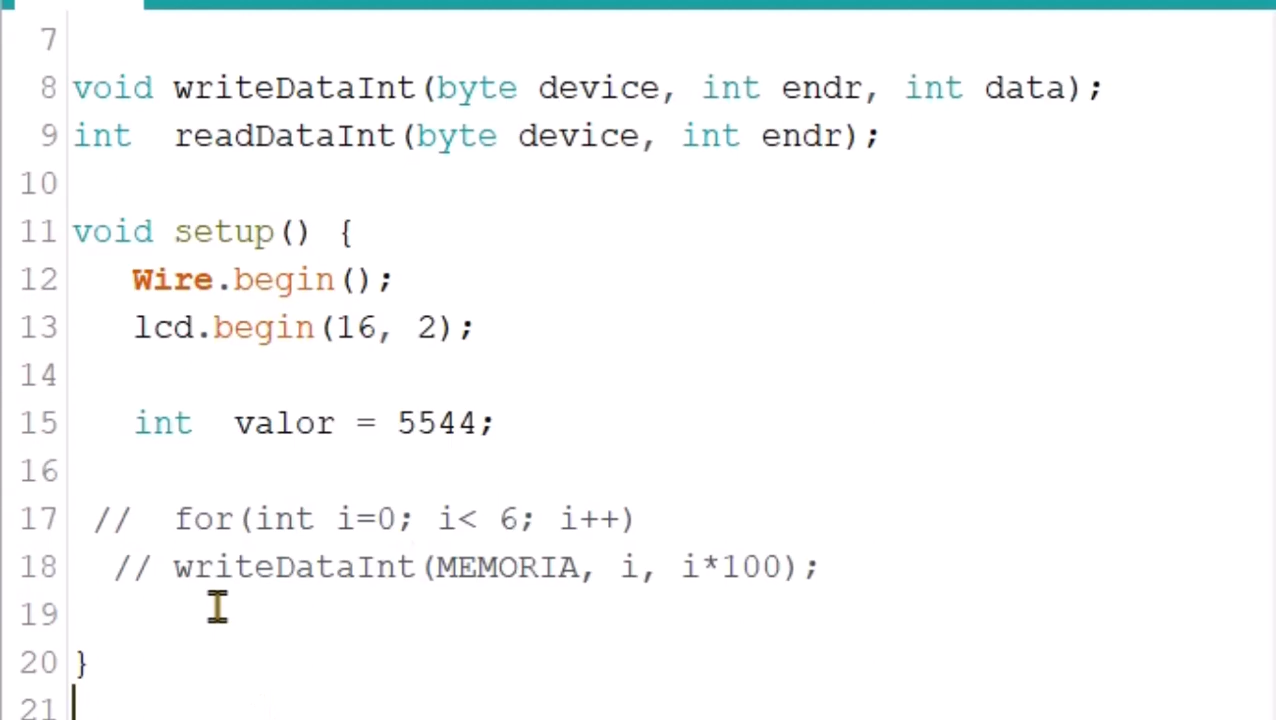 7
8 void writeDataInt(byte device, int endr, int data);
9 int  readDataInt(byte device, int endr);
10
11 void setup() {
12    Wire.begin();
13    lcd.begin(16, 2);
14
15    int  valor = 5544;
16
17  //  for(int i=0; i< 6; i++)
18   // writeDataInt(MEMORIA, i, i*100);
19
20 }
21